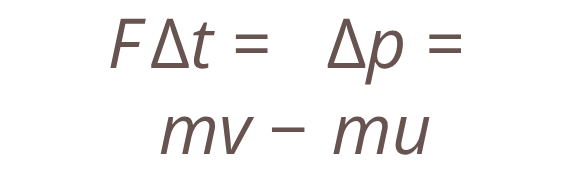 FΔt = Δp =
mv − mu